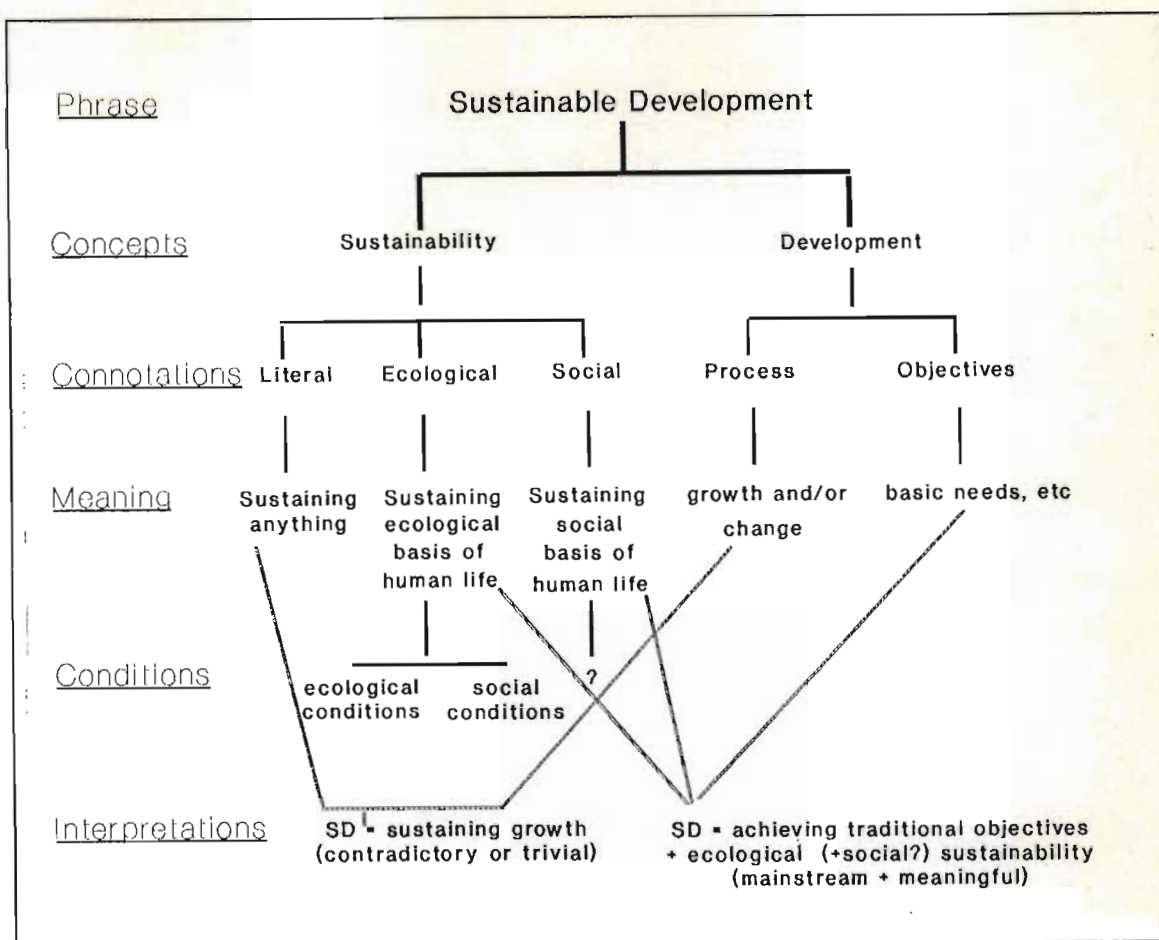 Phrase
Sustainable Development
Concepts
Sustainability
Development
Connotations
Literal
Ecological
Social
Process
Objectives
Meaning
Sustaining
anything
Sustaining
ecological
basis of
human life
Sustaining
social
basis of
human life
growth and/or
change
basic needs, etc
Conditions
ecological
conditions
social
conditions
?
Interpretations
SD = sustaining growth
(contradictory or trivial)
SD = achieving traditional objectives
+ ecological (+social?) sustainability
(mainstream + meaningful)